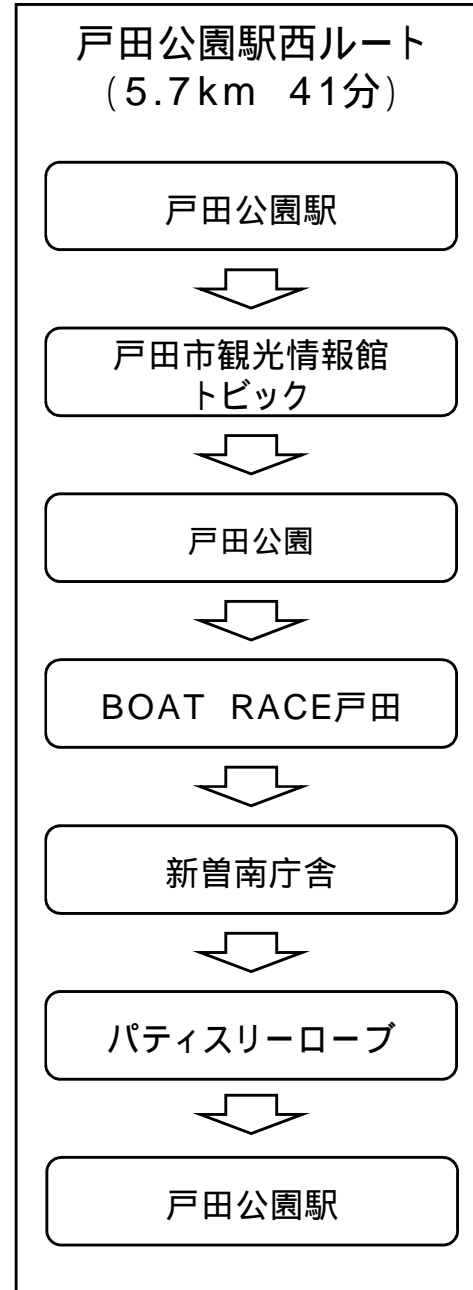 戸田公園駅西ルート
(5.7km 41分)
戸田公園駅
戸田市観光情報館
トビック
戸田公園
BOAT RACE戸田
新曽南庁舎
パティスリーローブ
戸田公園駅